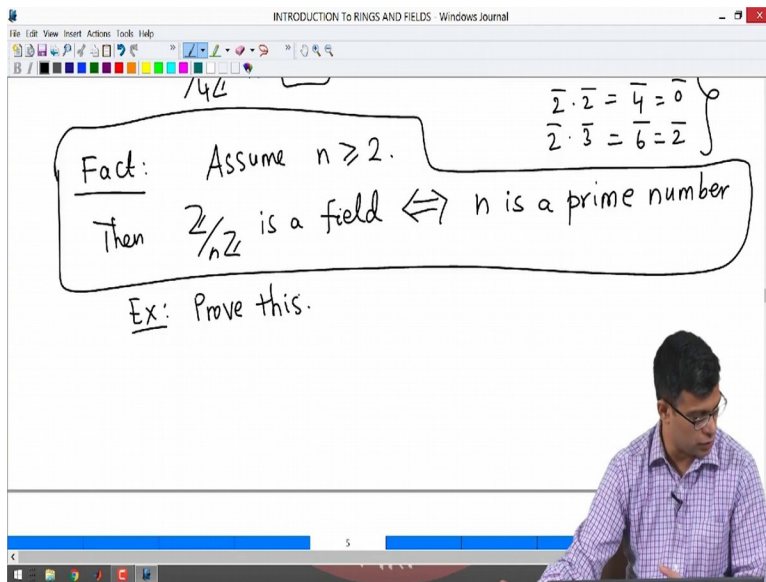 INTRODUCTION To RINGS AND FIELDS - Windows Journal
File Edit View Insert Actions Tools Help
B I
/4ℤ
2̄ · 2̄ = 4̄ = 0̄
2̄ · 3̄ = 6̄ = 2̄
Fact: Assume n ≥ 2.
Then ℤ/nℤ is a field ⟺ n is a prime number
Ex: Prove this.
5